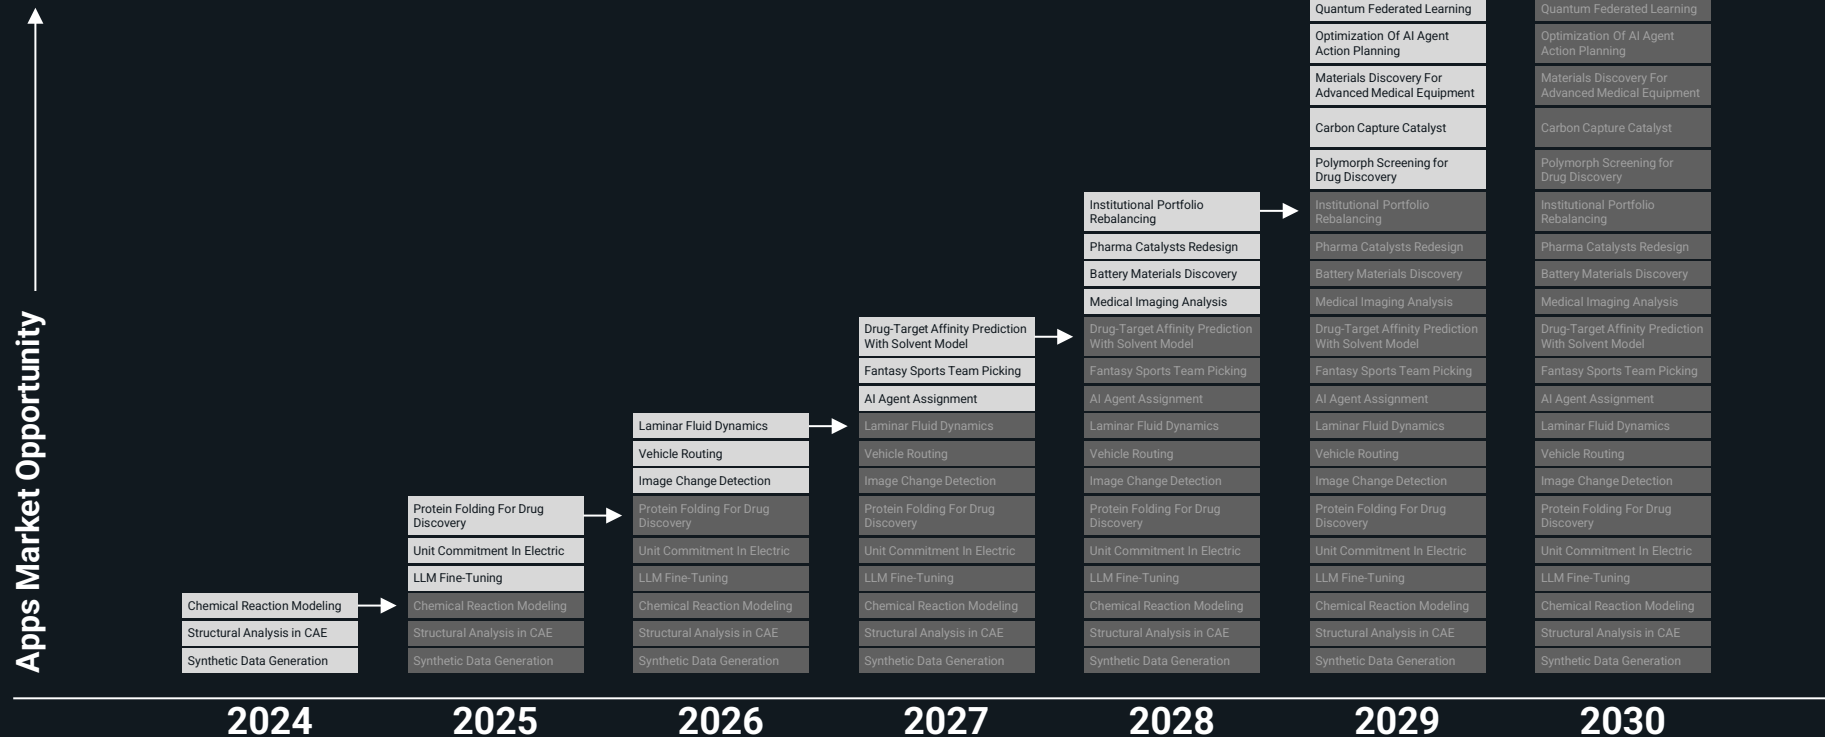 Apps Market Opportunity
Chemical Reaction Modeling
Structural Analysis in CAE
Synthetic Data Generation
2024
Protein Folding For Drug
Discovery
Unit Commitment In Electric
LLM Fine-Tuning
Chemical Reaction Modeling
Structural Analysis in CAE
Synthetic Data Generation
2025
Laminar Fluid Dynamics
Vehicle Routing
Image Change Detection
Protein Folding For Drug
Discovery
Unit Commitment In Electric
LLM Fine-Tuning
Chemical Reaction Modeling
Structural Analysis in CAE
Synthetic Data Generation
2026
Drug-Target Affinity Prediction
With Solvent Model
Fantasy Sports Team Picking
AI Agent Assignment
Laminar Fluid Dynamics
Vehicle Routing
Image Change Detection
Protein Folding For Drug
Discovery
Unit Commitment In Electric
LLM Fine-Tuning
Chemical Reaction Modeling
Structural Analysis in CAE
Synthetic Data Generation
2027
Institutional Portfolio
Rebalancing
Pharma Catalysts Redesign
Battery Materials Discovery
Medical Imaging Analysis
Drug-Target Affinity Prediction
With Solvent Model
Fantasy Sports Team Picking
AI Agent Assignment
Laminar Fluid Dynamics
Vehicle Routing
Image Change Detection
Protein Folding For Drug
Discovery
Unit Commitment In Electric
LLM Fine-Tuning
Chemical Reaction Modeling
Structural Analysis in CAE
Synthetic Data Generation
2028
Quantum Federated Learning
Optimization Of AI Agent
Action Planning
Materials Discovery For
Advanced Medical Equipment
Carbon Capture Catalyst
Polymorph Screening for
Drug Discovery
Institutional Portfolio
Rebalancing
Pharma Catalysts Redesign
Battery Materials Discovery
Medical Imaging Analysis
Drug-Target Affinity Prediction
With Solvent Model
Fantasy Sports Team Picking
AI Agent Assignment
Laminar Fluid Dynamics
Vehicle Routing
Image Change Detection
Protein Folding For Drug
Discovery
Unit Commitment In Electric
LLM Fine-Tuning
Chemical Reaction Modeling
Structural Analysis in CAE
Synthetic Data Generation
2029
Quantum Federated Learning
Optimization Of AI Agent
Action Planning
Materials Discovery For
Advanced Medical Equipment
Carbon Capture Catalyst
Polymorph Screening for
Drug Discovery
Institutional Portfolio
Rebalancing
Pharma Catalysts Redesign
Battery Materials Discovery
Medical Imaging Analysis
Drug-Target Affinity Prediction
With Solvent Model
Fantasy Sports Team Picking
AI Agent Assignment
Laminar Fluid Dynamics
Vehicle Routing
Image Change Detection
Protein Folding For Drug
Discovery
Unit Commitment In Electric
LLM Fine-Tuning
Chemical Reaction Modeling
Structural Analysis in CAE
Synthetic Data Generation
2030